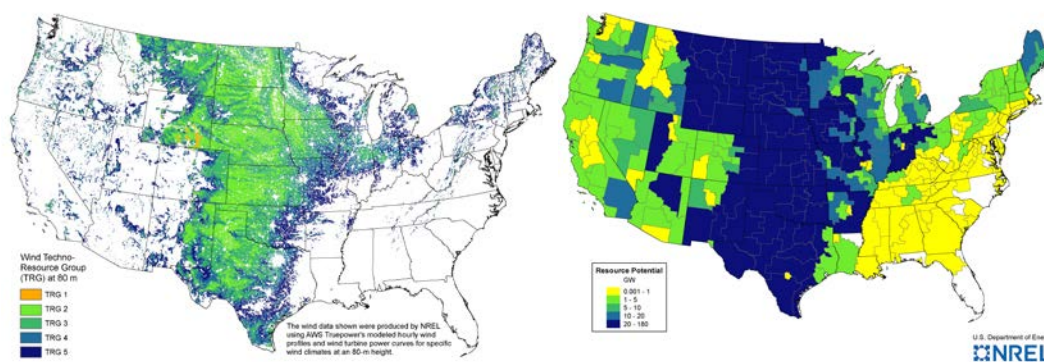 Wind Techno-
Resource Group
(TRG) at 80 m
TRG 1
TRG 2
TRG 3
TRG 4
TRG 5
The wind data shown were produced by NREL
using AWS Truepower's modeled hourly wind
profiles and wind turbine power curves for specific
wind climates at an 80-m height.
Resource Potential
GW
0.001 - 1
1 - 5
5 - 10
10 - 20
20 - 180
U.S. Department of Ene
NREL